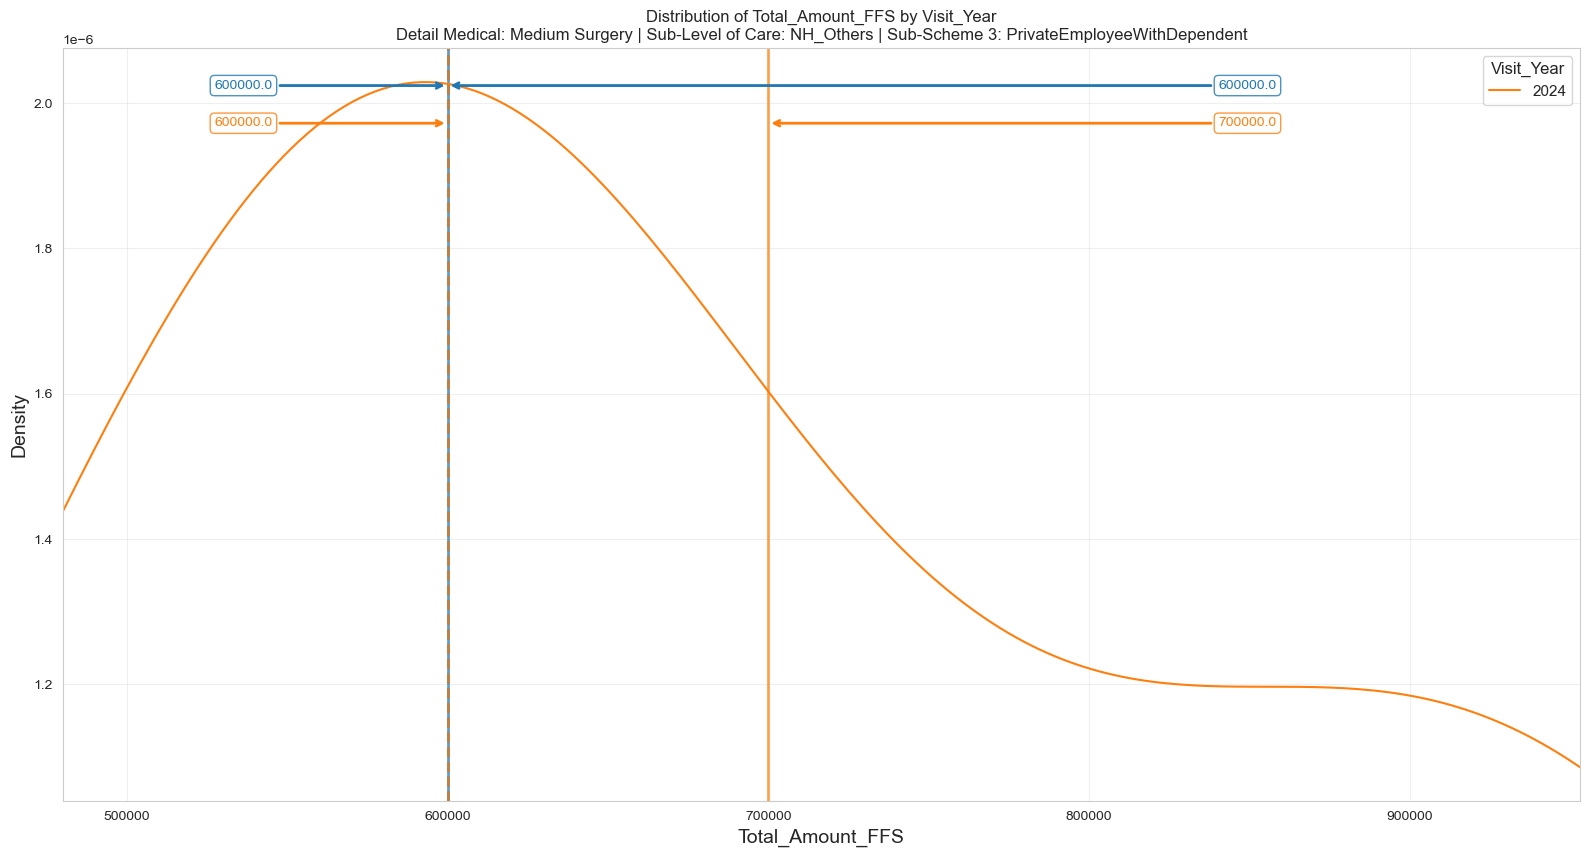 Distribution of Total_Amount_FFS by Visit_Year
Detail Medical: Medium Surgery | Sub-Level of Care: NH_Others | Sub-Scheme 3: PrivateEmployeeWithDependent
1e−6
Visit_Year
2024
600000.0
600000.0
600000.0
700000.0
2.0
1.8
1.6
1.4
1.2
Density
500000
600000
700000
800000
900000
Total_Amount_FFS